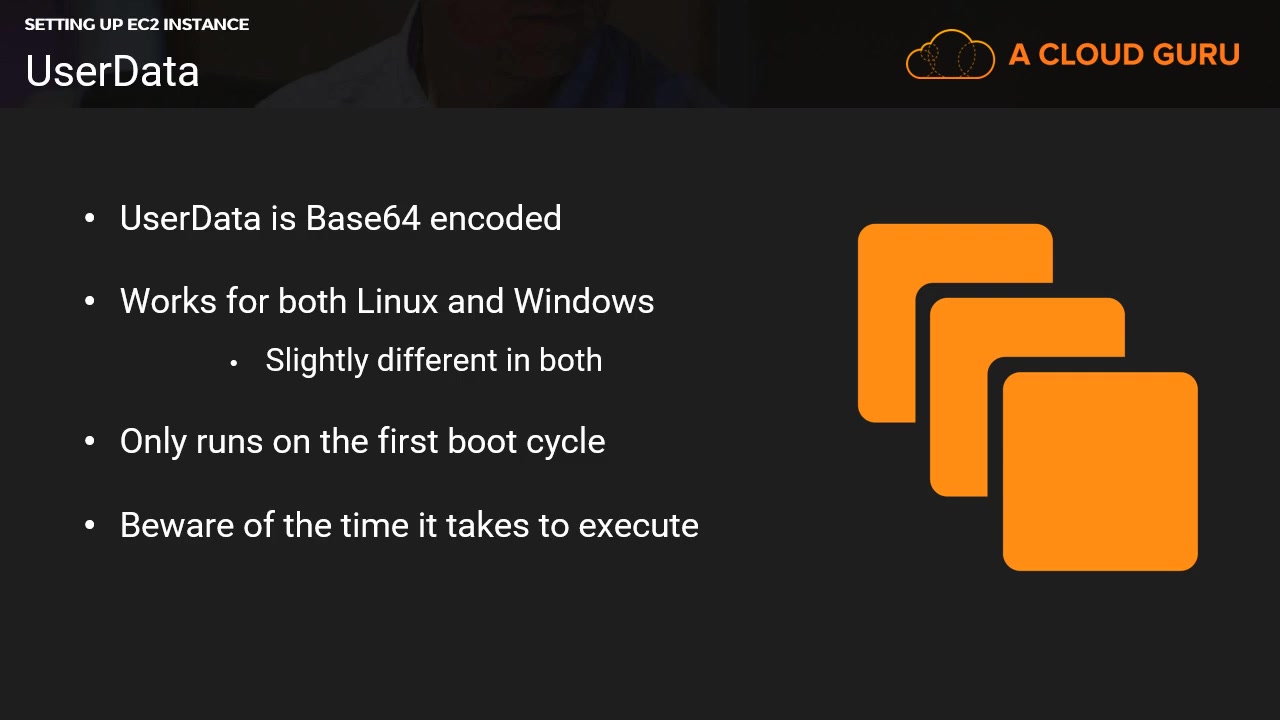 SETTING UP EC2 INSTANCE
UserData
A CLOUD GURU
• UserData is Base64 encoded
• Works for both Linux and Windows
• Slightly different in both
• Only runs on the first boot cycle
• Beware of the time it takes to execute